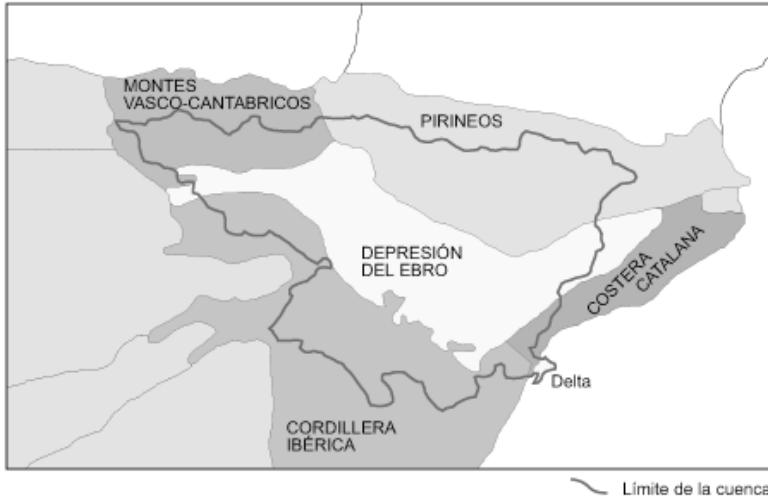 MONTES
VASCO-CANTABRICOS
PIRINEOS
DEPRESIÓN
DEL EBRO
COSTERA
CATALANA
Delta
CORDILLERA
IBÉRICA
Límite de la cuenca